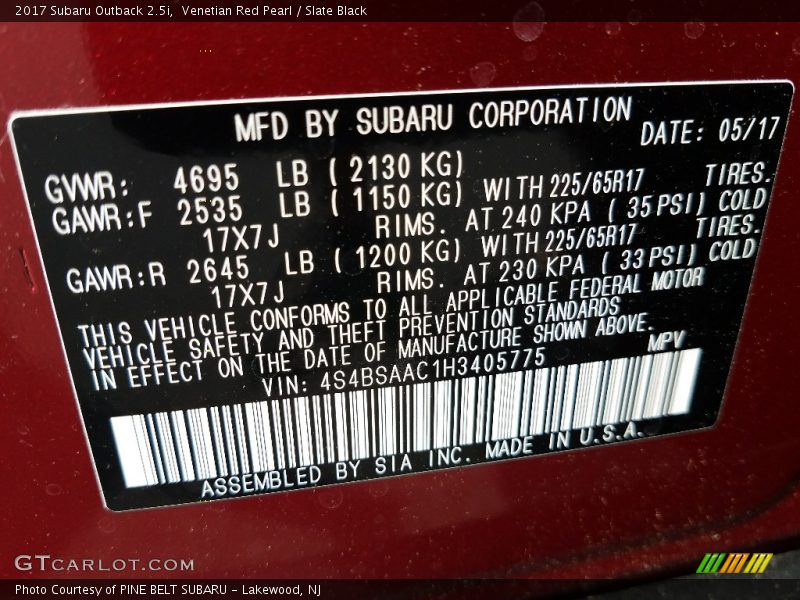 2017 Subaru Outback 2.5i,  Venetian Red Pearl / Slate Black
MFD BY SUBARU CORPORATION
DATE: 05/17
GVWR: 4695 LB ( 2130 KG)
GAWR:F 2535 LB ( 1150 KG) WITH 225/65R17 TIRES.
17X7J RIMS. AT 240 KPA ( 35 PSI) COLD
GAWR:R 2645 LB ( 1200 KG) WITH 225/65R17 TIRES.
17X7J RIMS. AT 230 KPA ( 33 PSI) COLD
THIS VEHICLE CONFORMS TO ALL APPLICABLE FEDERAL MOTOR
VEHICLE SAFETY AND THEFT PREVENTION STANDARDS
IN EFFECT ON THE DATE OF MANUFACTURE SHOWN ABOVE.
VIN: 4S4BSAAC1H3405775 MPV
ASSEMBLED BY SIA INC. MADE IN U.S.A.
GTCARLOT.COM
Photo Courtesy of PINE BELT SUBARU - Lakewood, NJ